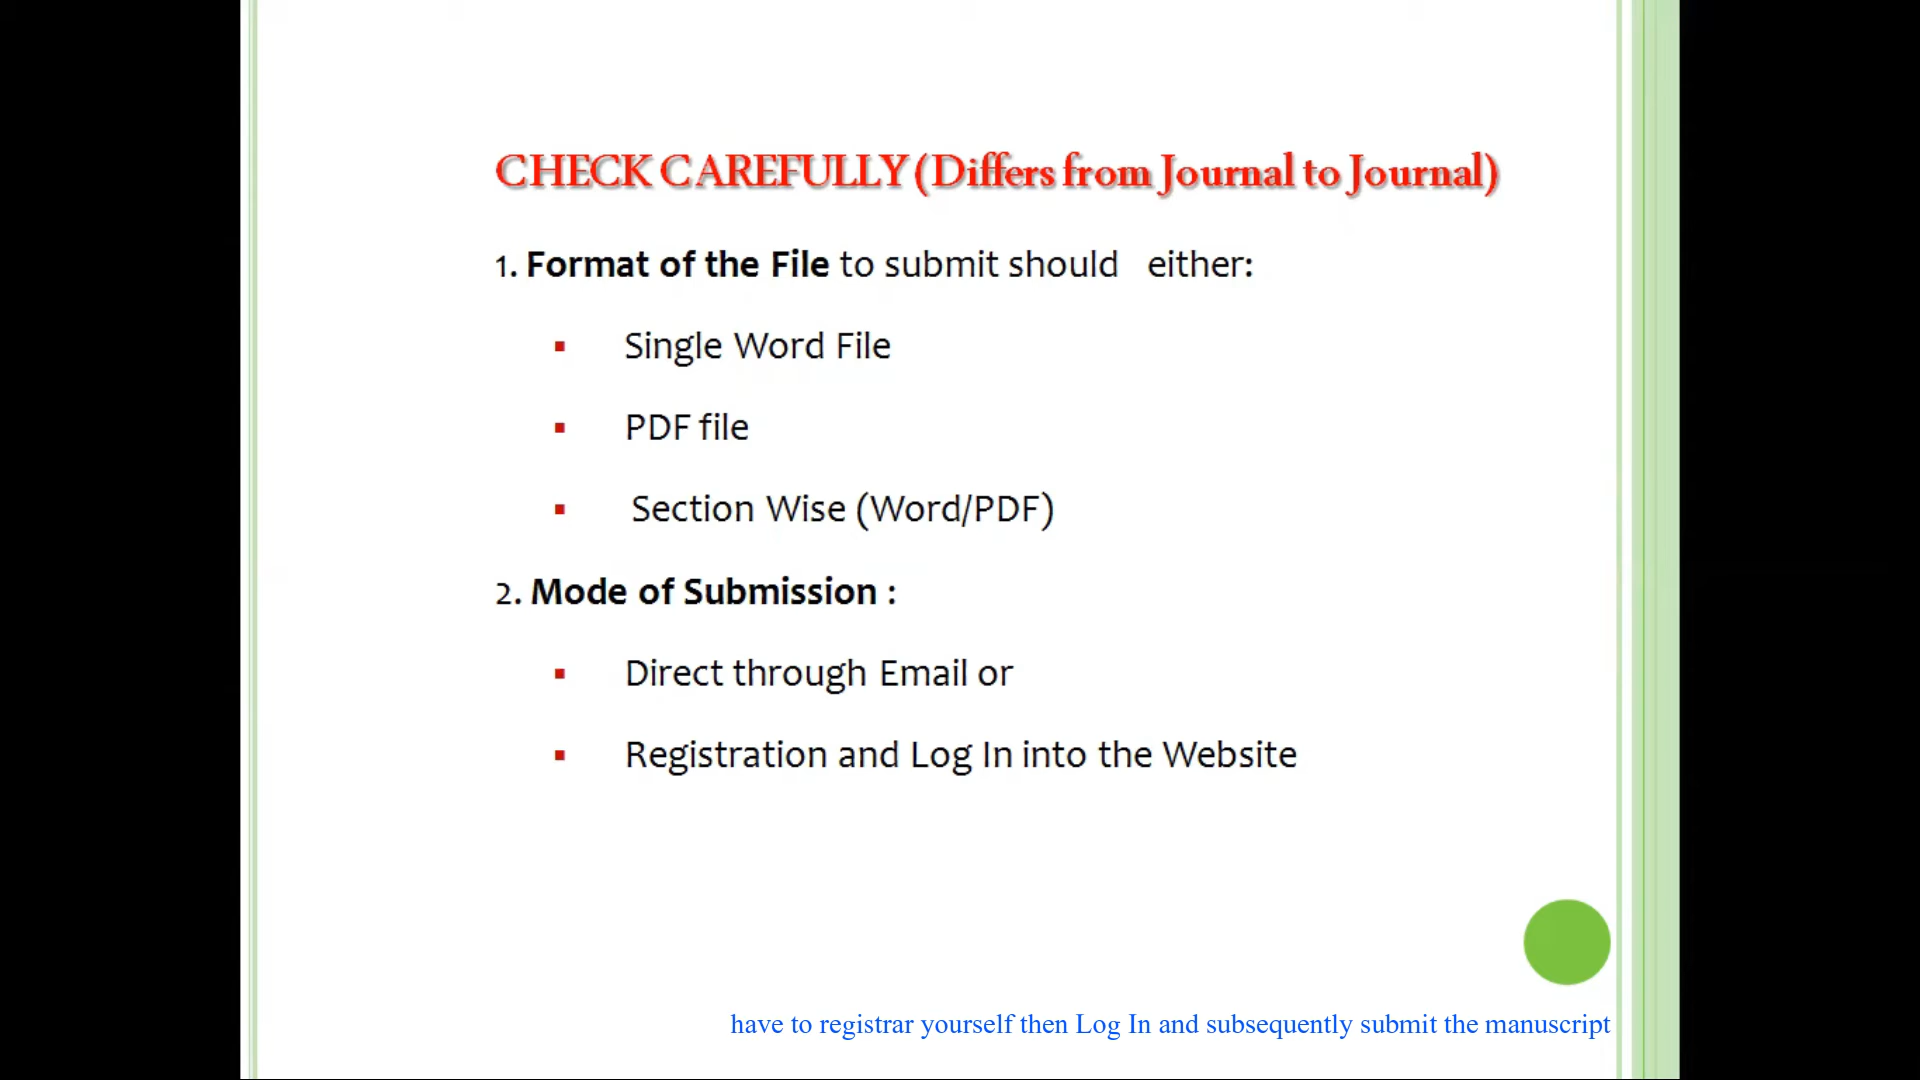 CHECK CAREFULLY (Differs from Journal to Journal)
1. Format of the File to submit should either:
▪ Single Word File
▪ PDF file
▪ Section Wise (Word/PDF)
2. Mode of Submission :
▪ Direct through Email or
▪ Registration and Log In into the Website
have to registrar yourself then Log In and subsequently submit the manuscript